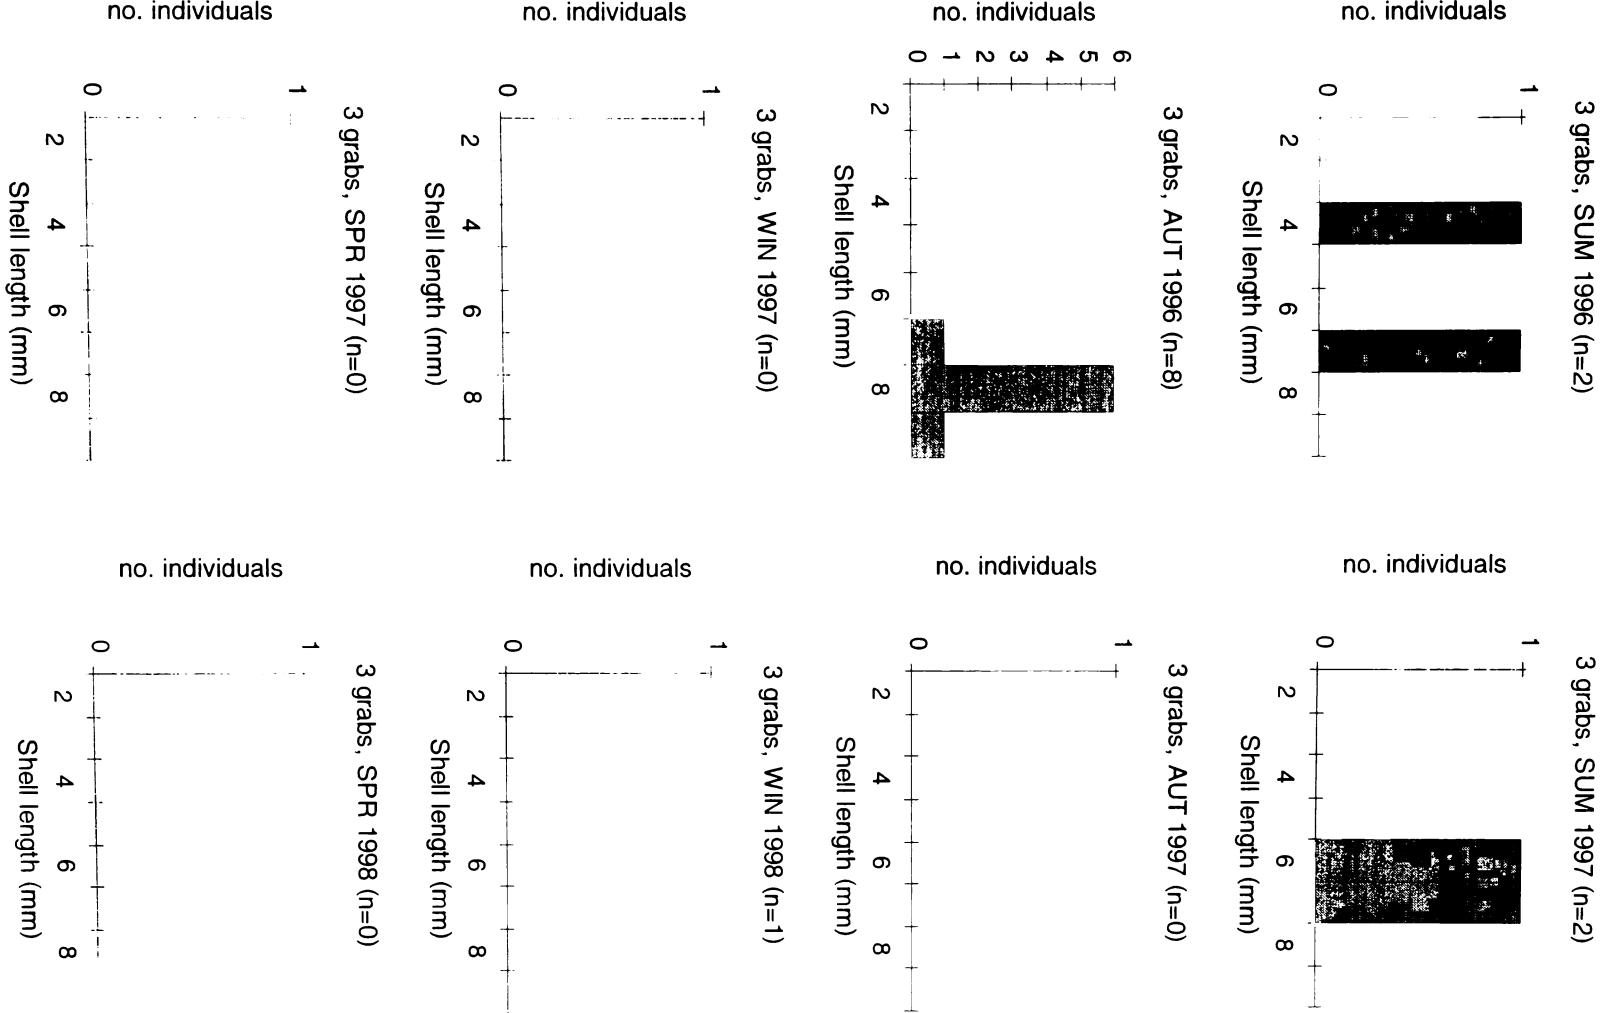 3 grabs, SUM 1996 (n=2)
no. individuals
1
0
2 4 6 8
Shell length (mm)
3 grabs, SUM 1997 (n=2)
no. individuals
1
0
2 4 6 8
Shell length (mm)
3 grabs, AUT 1996 (n=8)
no. individuals
6
5
4
3
2
1
0
2 4 6 8
Shell length (mm)
3 grabs, AUT 1997 (n=0)
no. individuals
1
0
2 4 6 8
Shell length (mm)
3 grabs, WIN 1997 (n=0)
no. individuals
1
0
2 4 6 8
Shell length (mm)
3 grabs, WIN 1998 (n=1)
no. individuals
1
0
2 4 6 8
Shell length (mm)
3 grabs, SPR 1997 (n=0)
no. individuals
1
0
2 4 6 8
Shell length (mm)
3 grabs, SPR 1998 (n=0)
no. individuals
1
0
2 4 6 8
Shell length (mm)